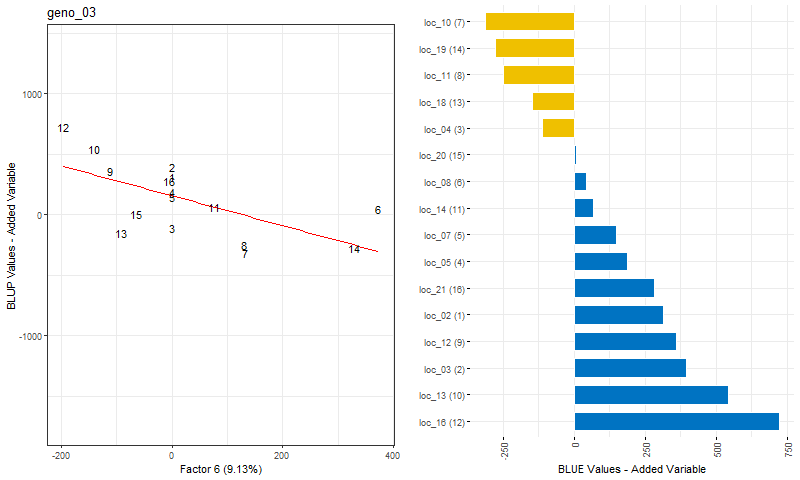 geno_03
1000
0
-1000
BLUP Values - Added Variable
12
10
9
2
1
16
4
5
11
6
15
13
3
8
7
14
-200
0
200
400
Factor 6 (9.13%)
loc_10 (7)
loc_19 (14)
loc_11 (8)
loc_18 (13)
loc_04 (3)
loc_20 (15)
loc_08 (6)
loc_14 (11)
loc_07 (5)
loc_05 (4)
loc_21 (16)
loc_02 (1)
loc_12 (9)
loc_03 (2)
loc_13 (10)
loc_16 (12)
-250
0
250
500
750
BLUE Values - Added Variable